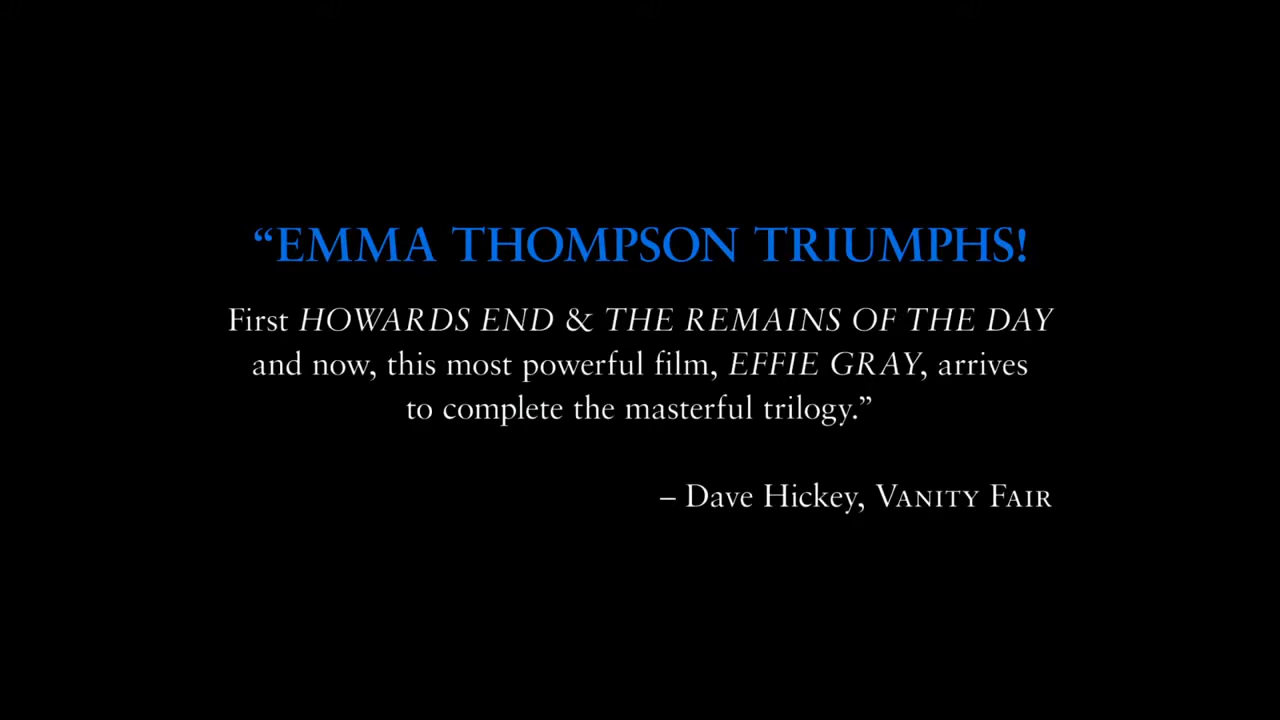 “EMMA THOMPSON TRIUMPHS!
First HOWARDS END & THE REMAINS OF THE DAY
and now, this most powerful film, EFFIE GRAY, arrives
to complete the masterful trilogy.”
– Dave Hickey, VANITY FAIR